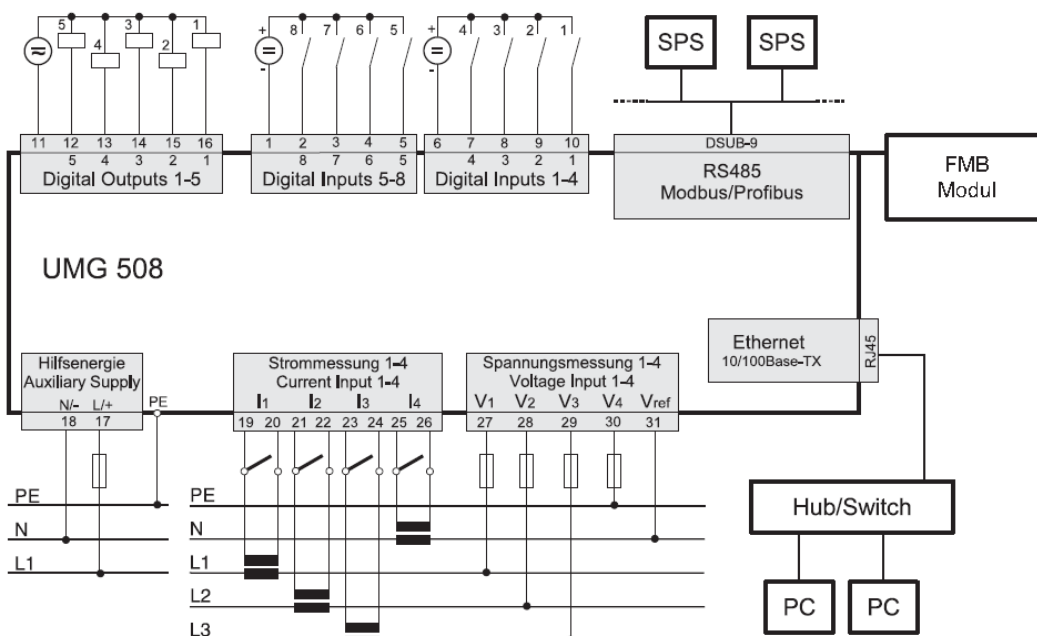 5 3 1
4 2
+ 8 7 6 5
-
+ 4 3 2 1
-
SPS SPS
11 12 13 14 15 16
5 4 3 2 1
Digital Outputs 1-5
1 2 3 4 5
8 7 6 5
Digital Inputs 5-8
6 7 8 9 10
4 3 2 1
Digital Inputs 1-4
DSUB-9
RS485
Modbus/Profibus
FMB
Modul
UMG 508
Ethernet
10/100Base-TX
RJ45
Hilfsenergie
Auxiliary Supply
N/- L/+ PE
18 17
Strommessung 1-4
Current Input 1-4
I1 I2 I3 I4
19 20 21 22 23 24 25 26
Spannungsmessung 1-4
Voltage Input 1-4
V1 V2 V3 V4 Vref
27 28 29 30 31
PE
N
L1
PE
N
L1
L2
L3
Hub/Switch
PC PC